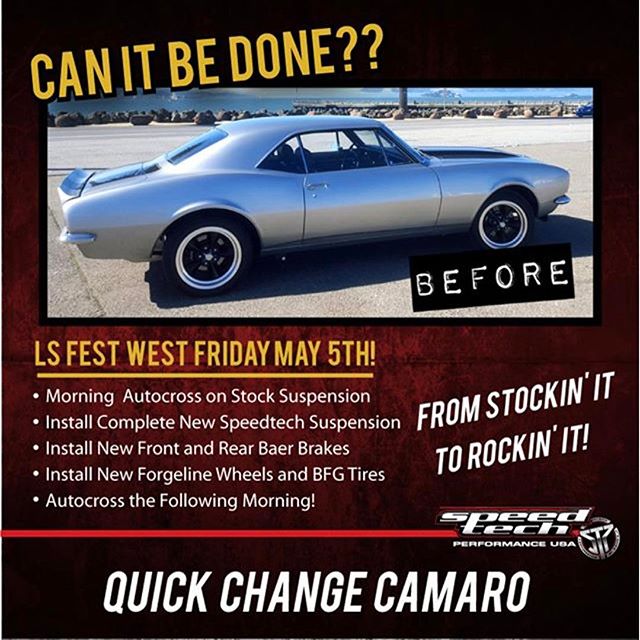 CAN IT BE DONE??
BEFORE
LS FEST WEST FRIDAY MAY 5TH!
• Morning Autocross on Stock Suspension
• Install Complete New Speedtech Suspension
• Install New Front and Rear Baer Brakes
• Install New Forgeline Wheels and BFG Tires
• Autocross the Following Morning!
FROM STOCKIN' IT
TO ROCKIN' IT!
speed
tech
PERFORMANCE USA
STP
QUICK CHANGE CAMARO